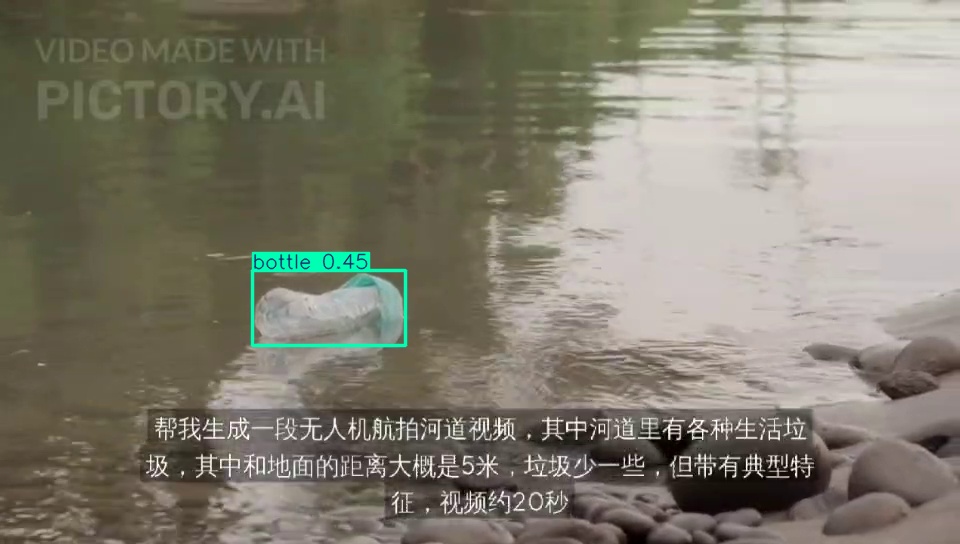 VIDEO MADE WITH
PICTORY.AI
bottle 0.45
帮我生成一段无人机航拍河道视频，其中河道里有各种生活垃
圾，其中和地面的距离大概是5米，垃圾少一些，但带有典型特
征，视频约20秒